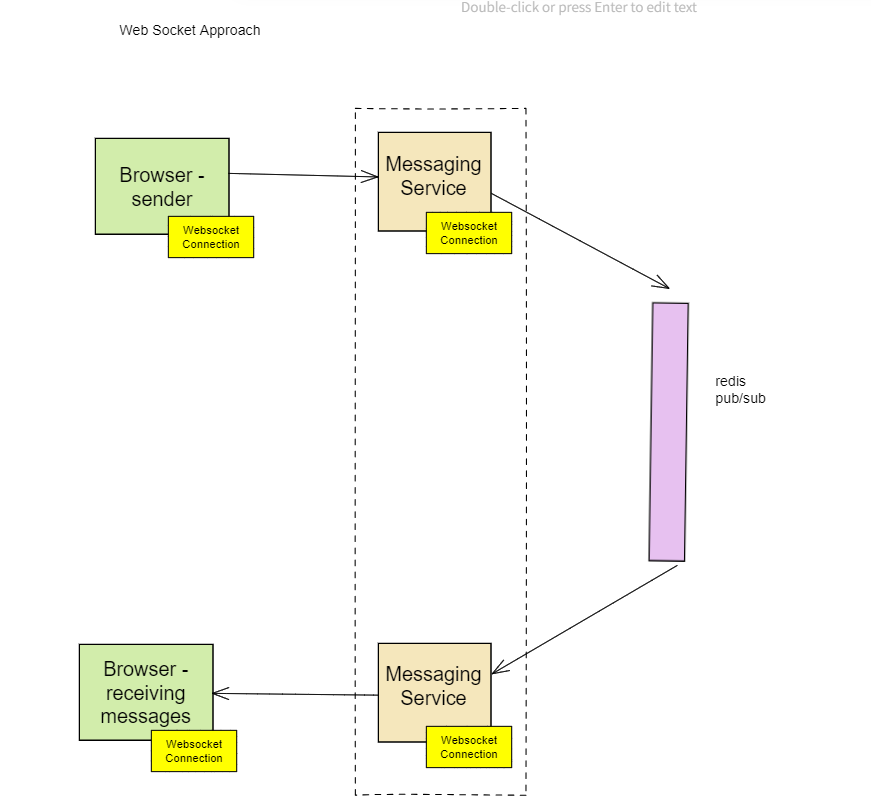 Double-click or press Enter to edit text
Web Socket Approach
Browser -
sender
Websocket
Connection
Messaging
Service
Websocket
Connection
redis
pub/sub
Browser -
receiving
messages
Websocket
Connection
Messaging
Service
Websocket
Connection